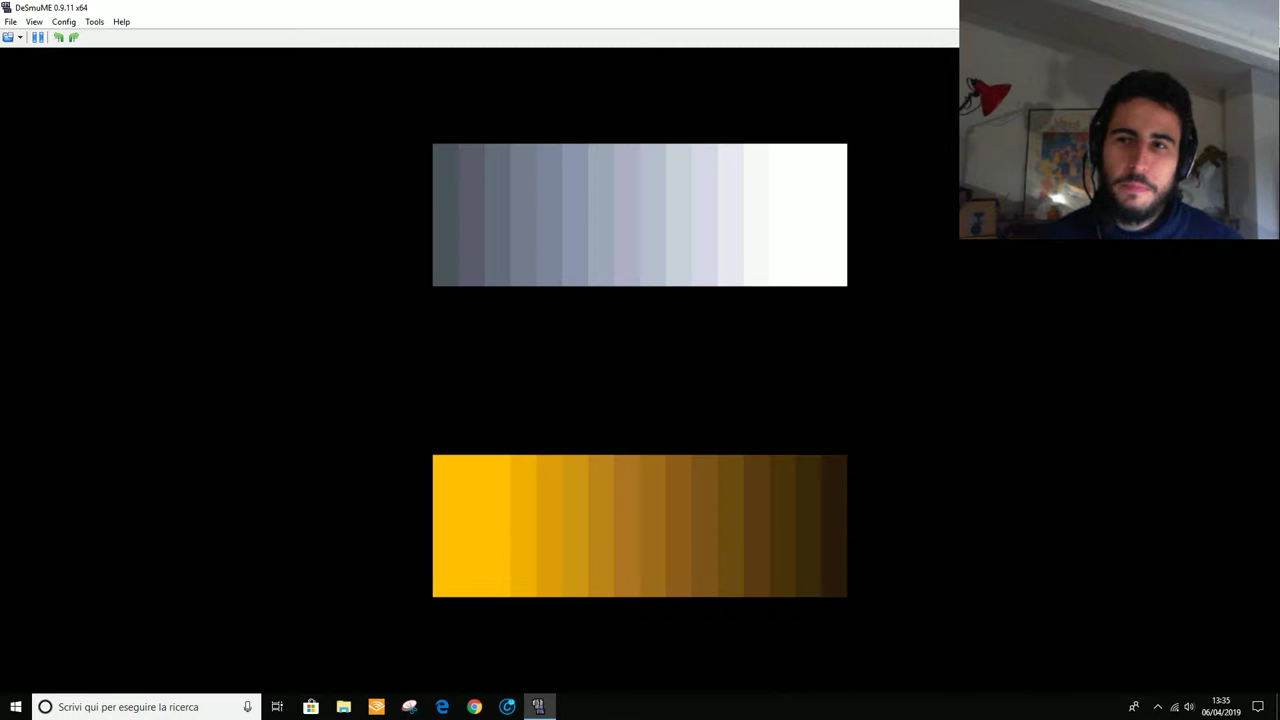 DeSmuME 0.9.11 x64
File View Config Tools Help
Scrivi qui per eseguire la ricerca
13:35
06/04/2019